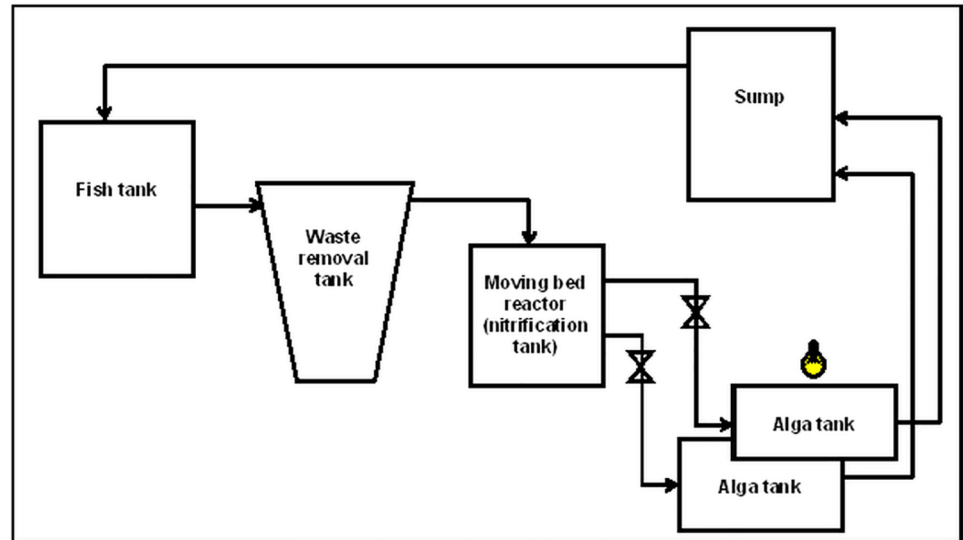 Sump
Fish tank
Waste
removal
tank
Moving bed
reactor
(nitrification
tank)
Alga tank
Alga tank